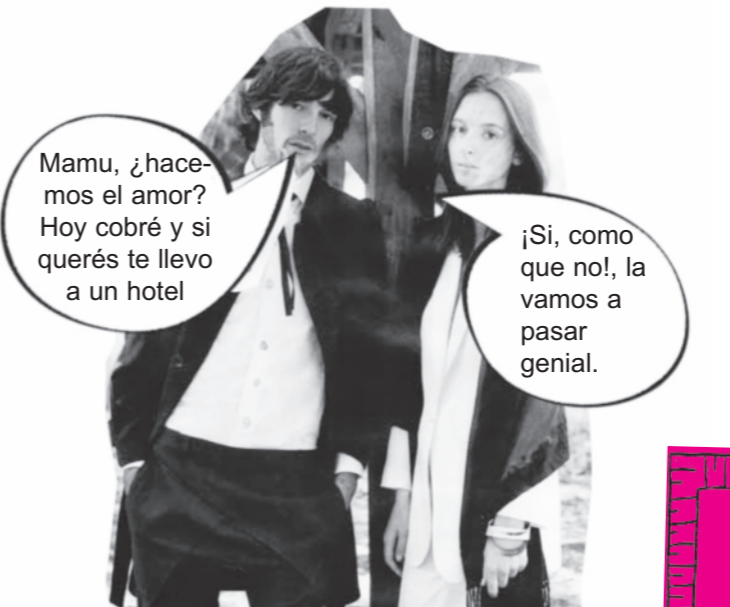 Mamu, ¿hace-
mos el amor?
Hoy cobré y si
querés te llevo
a un hotel
¡Si, como
que no!, la
vamos a
pasar
genial.